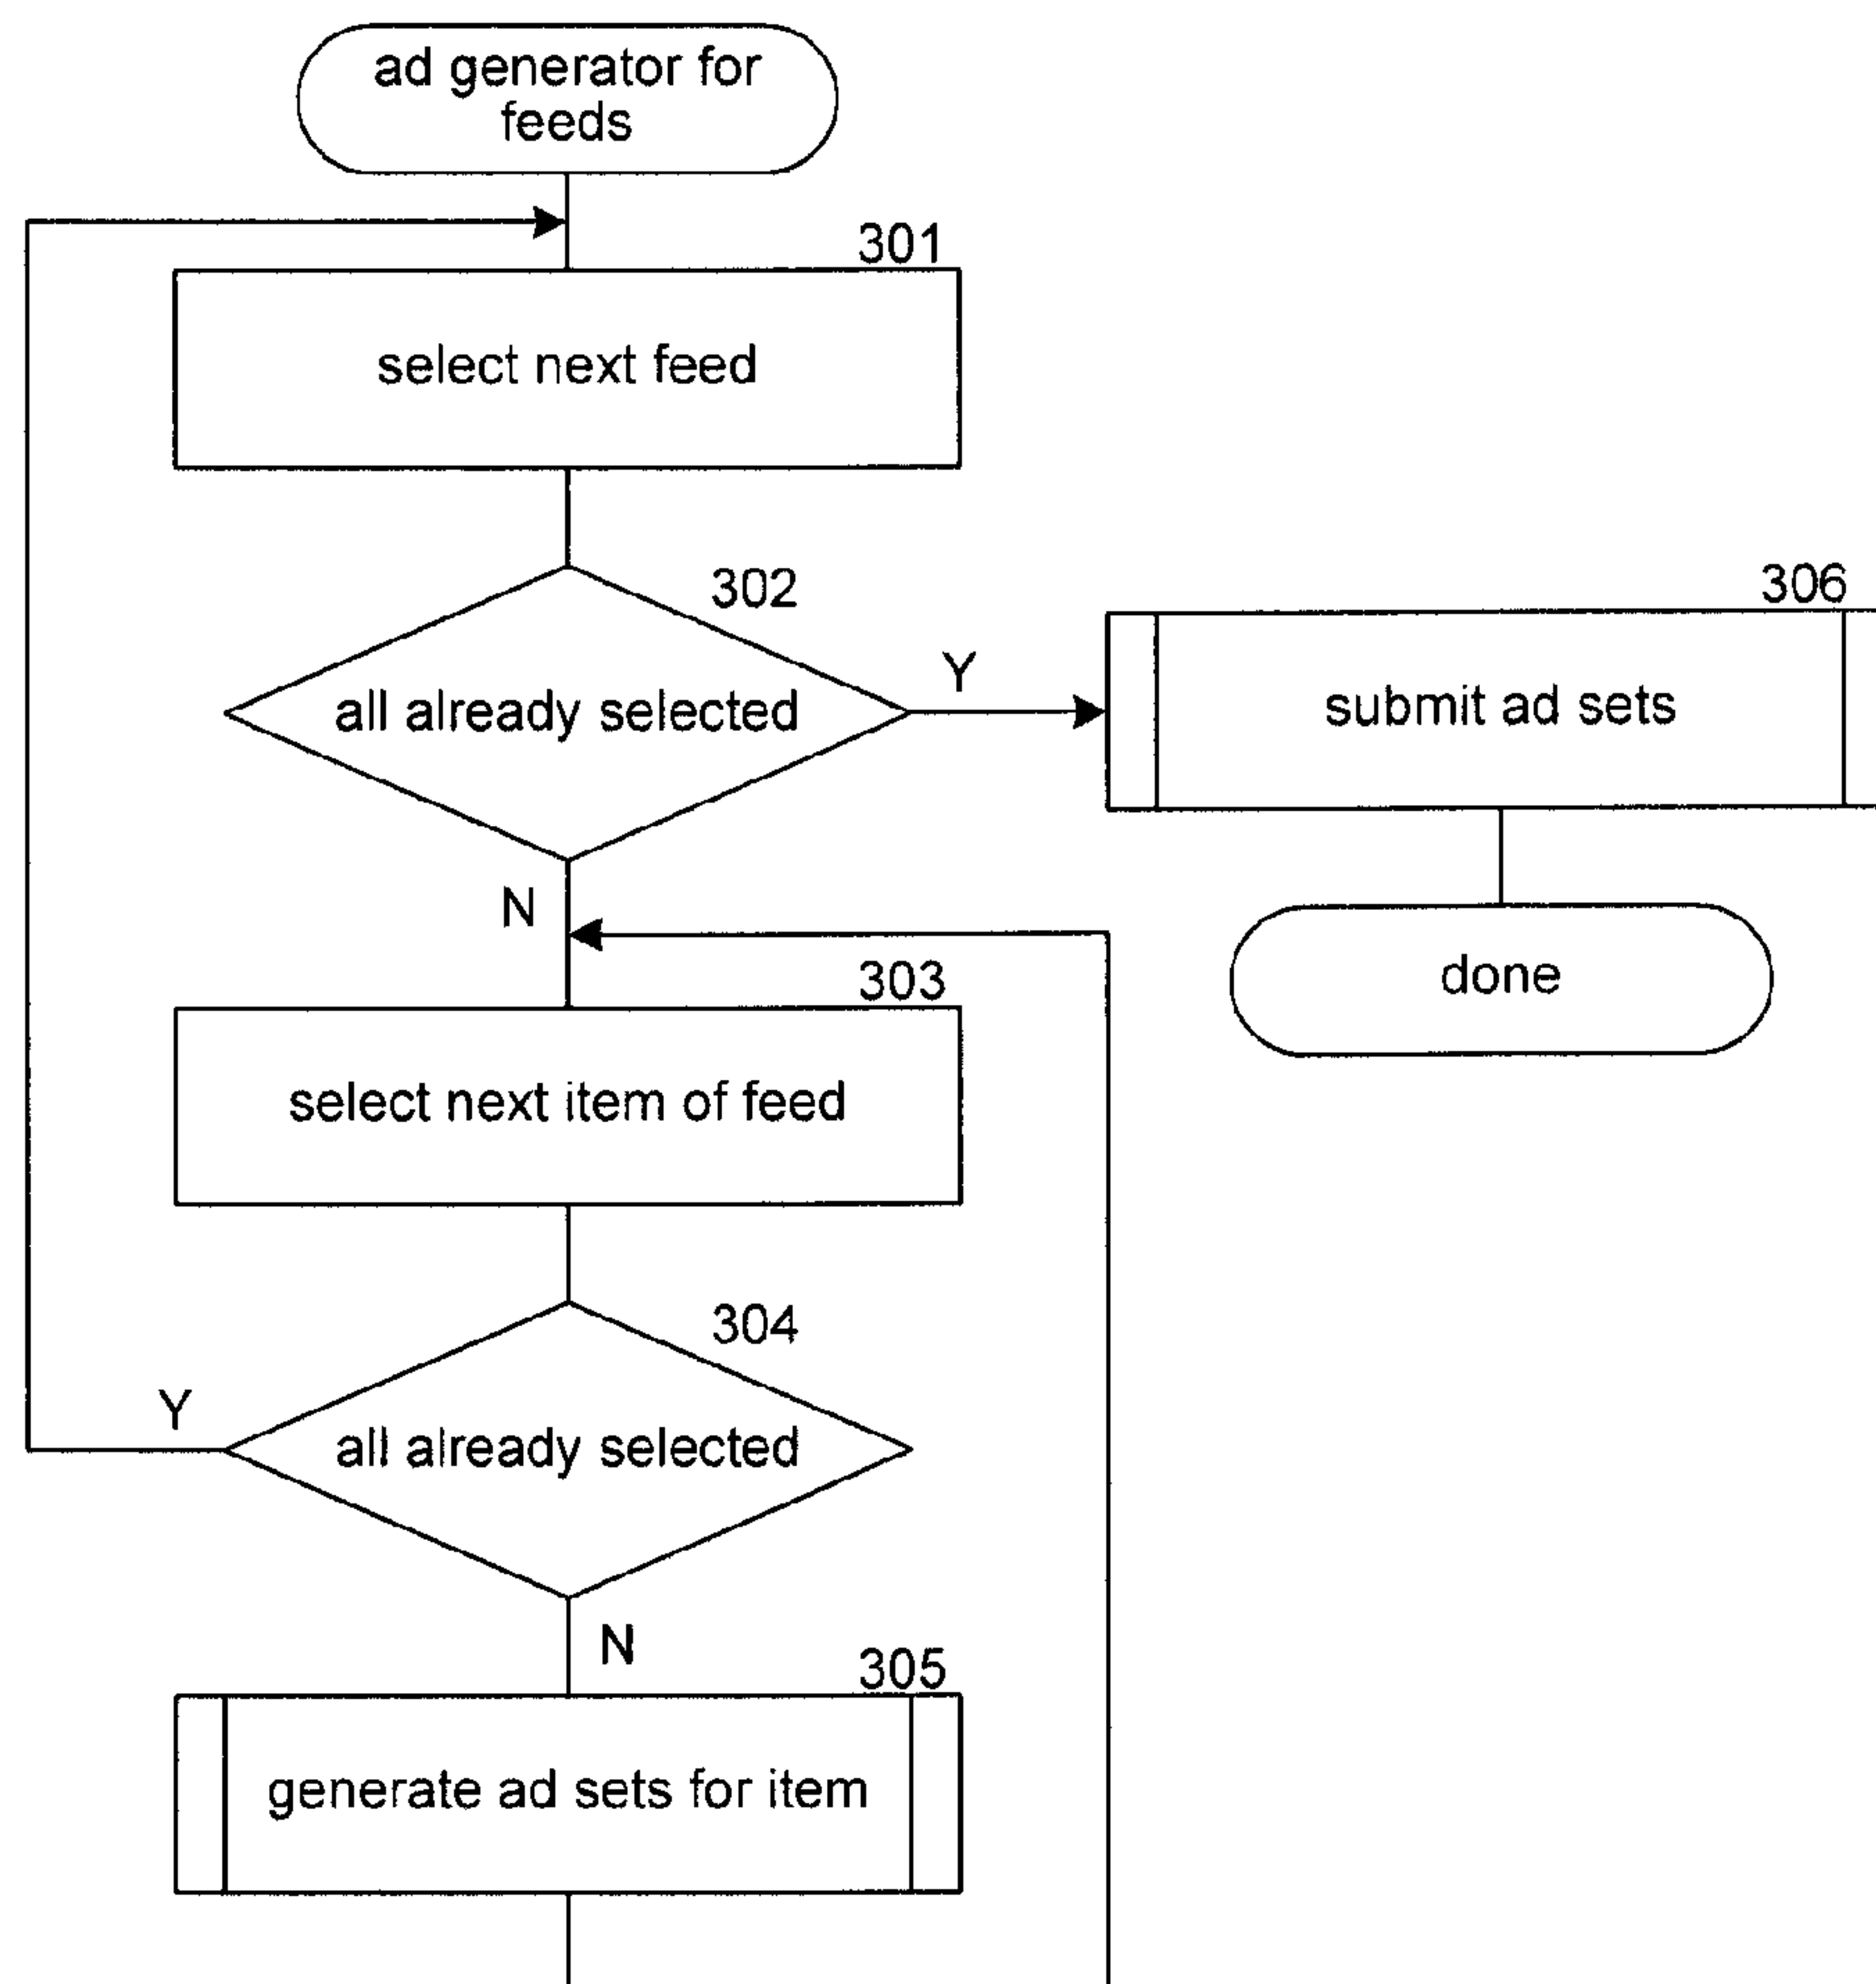 ad generator for
feeds
301
select next feed
302
all already selected
Y
306
submit ad sets
N
done
303
select next item of feed
304
all already selected
Y
N
305
generate ad sets for item